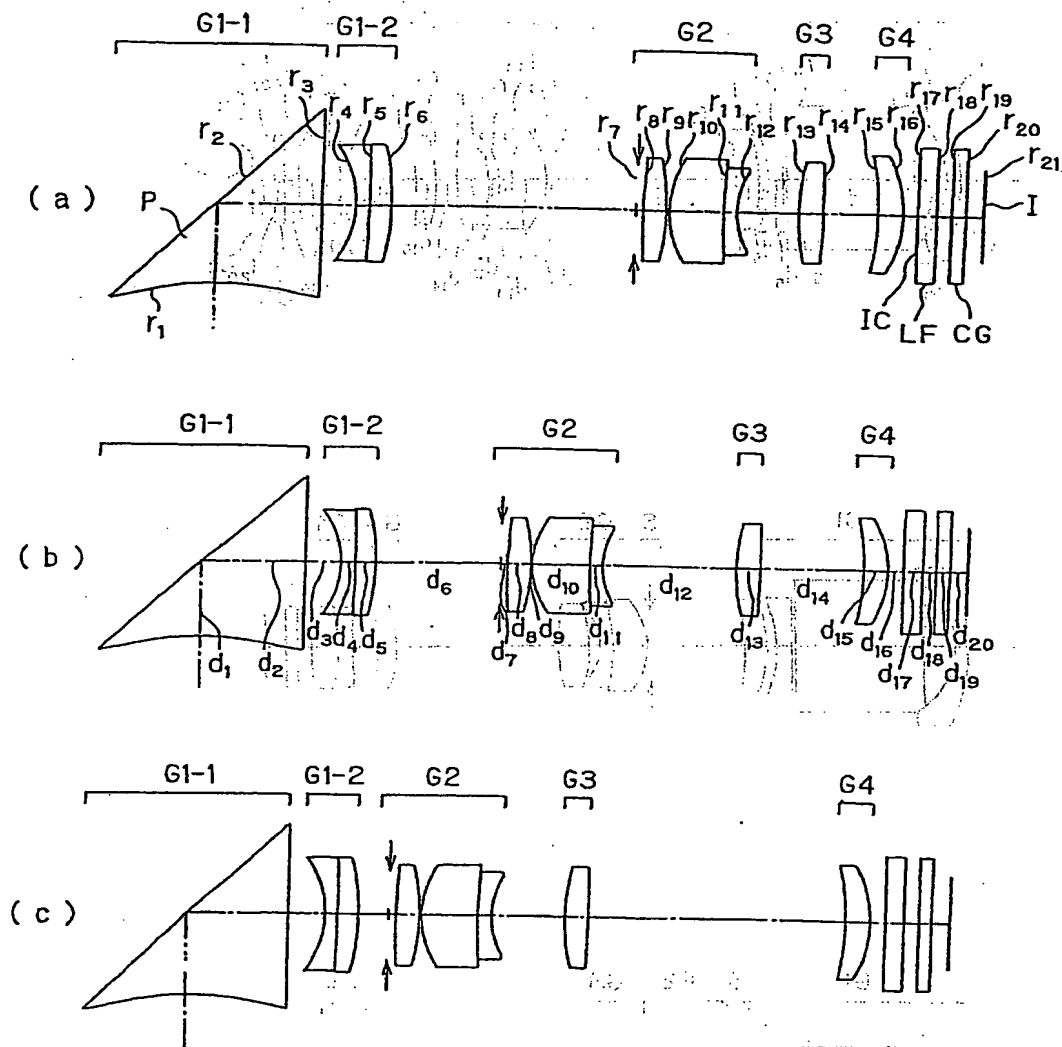 G1-1 G1-2 G2 G3 G4
r3 r4 r5 r6 r7 r8 r9 r10 r11 r12 r13 r14 r15 r16 r17 r18 r19 r20
r2 r21
(a) P I
r1 IC LF CG
G1-1 G1-2 G2 G3 G4
(b)
d6 d10 d12 d14
d1 d2 d3 d4 d5 d7 d8 d9 d11 d13 d15 d16 d17 d18 d19 d20
G1-1 G1-2 G2 G3 G4
(c)